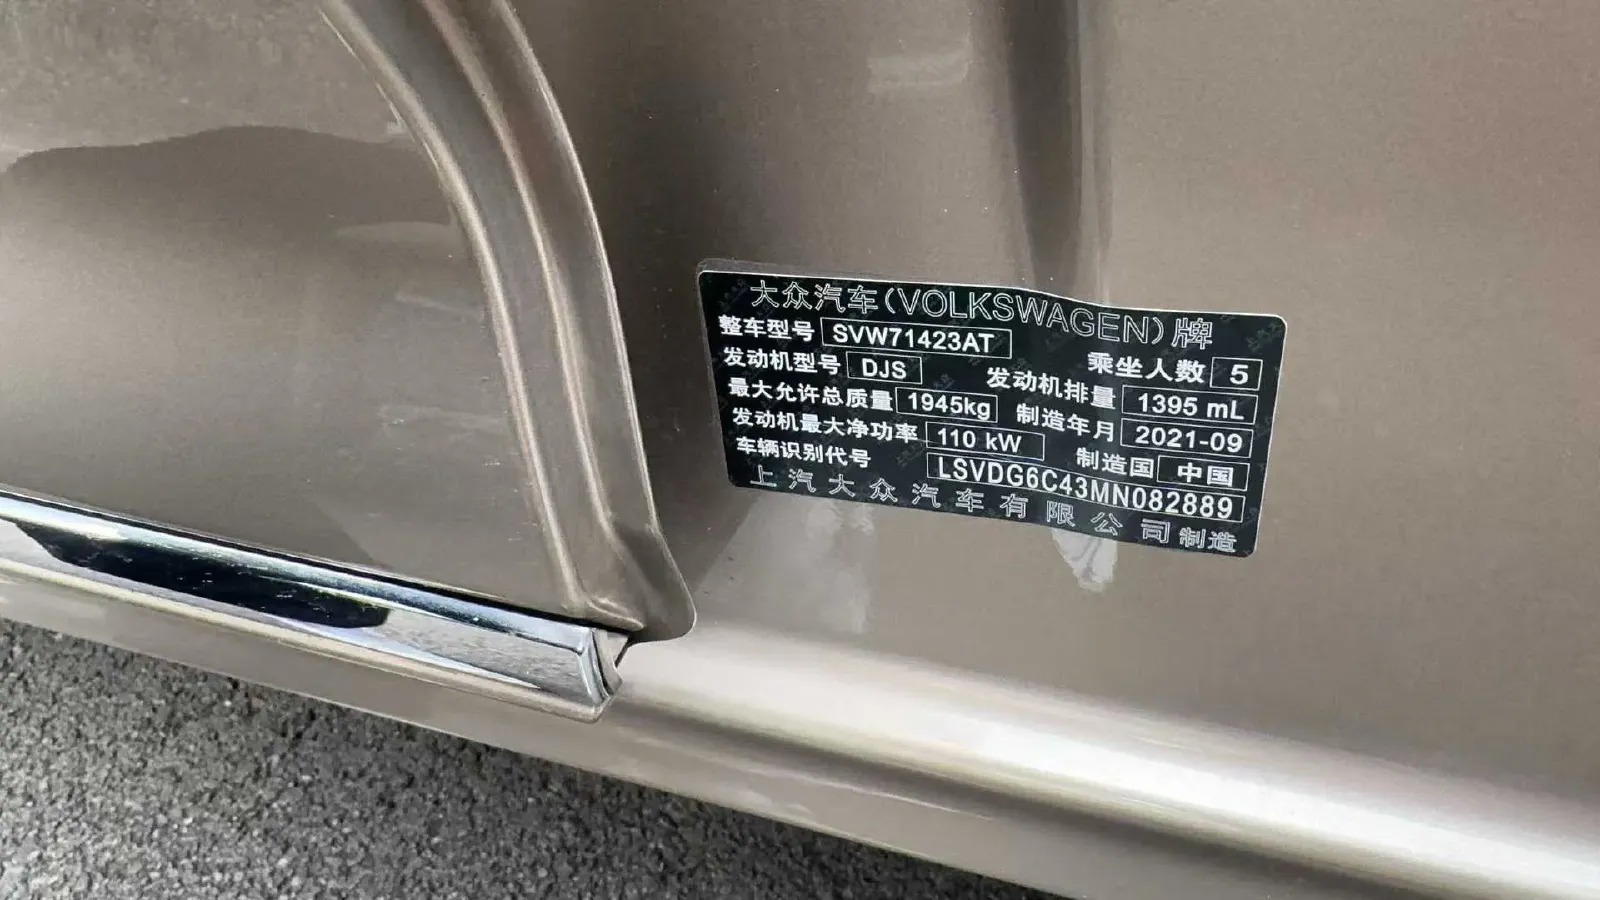 大众汽车(VOLKSWAGEN)牌
整车型号 SVW71423AT 乘坐人数 5
发动机型号 DJS 发动机排量 1395 mL
最大允许总质量 1945kg 制造年月 2021-09
发动机最大净功率 110 kW 制造国 中国
车辆识别代号 LSVDG6C43MN082889
上汽大众汽车有限公司制造